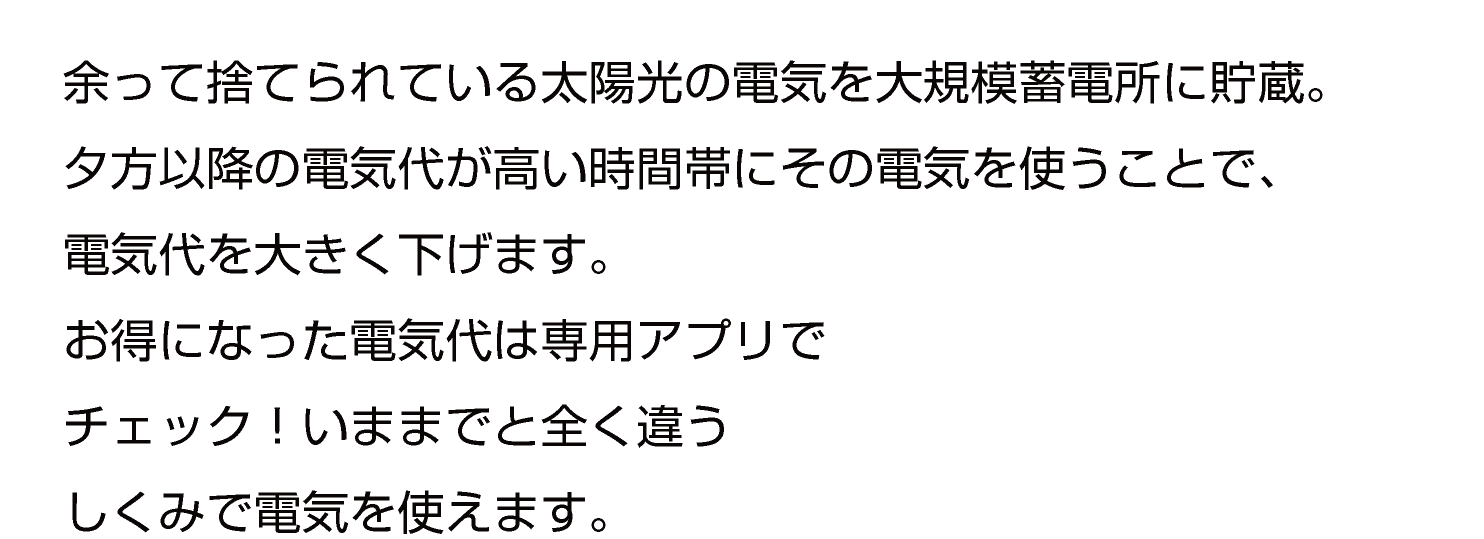 余って捨てられている太陽光の電気を大規模蓄電所に貯蔵。
夕方以降の電気代が高い時間帯にその電気を使うことで、
電気代を大きく下げます。
お得になった電気代は専用アプリで
チェック！いままでと全く違う
しくみで電気を使えます。